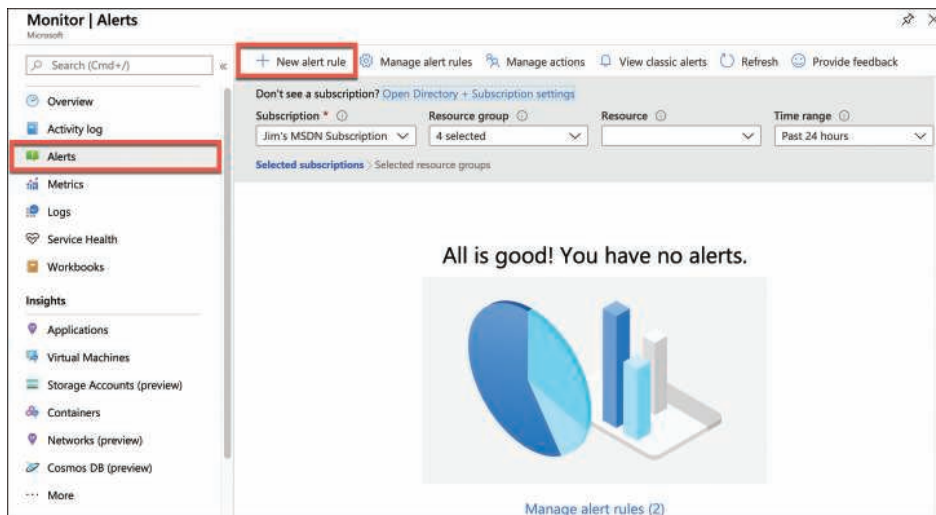 Monitor | Alerts
Microsoft
Search (Cmd+/)
Overview
Activity log
Alerts
Metrics
Logs
Service Health
Workbooks
Insights
Applications
Virtual Machines
Storage Accounts (preview)
Containers
Networks (preview)
Cosmos DB (preview)
More
New alert rule Manage alert rules Manage actions View classic alerts Refresh Provide feedback
Don't see a subscription? Open Directory + Subscription settings
Subscription * Resource group Resource Time range
Jim's MSDN Subscription 4 selected Past 24 hours
Selected subscriptions > Selected resource groups
All is good! You have no alerts.
Manage alert rules (2)